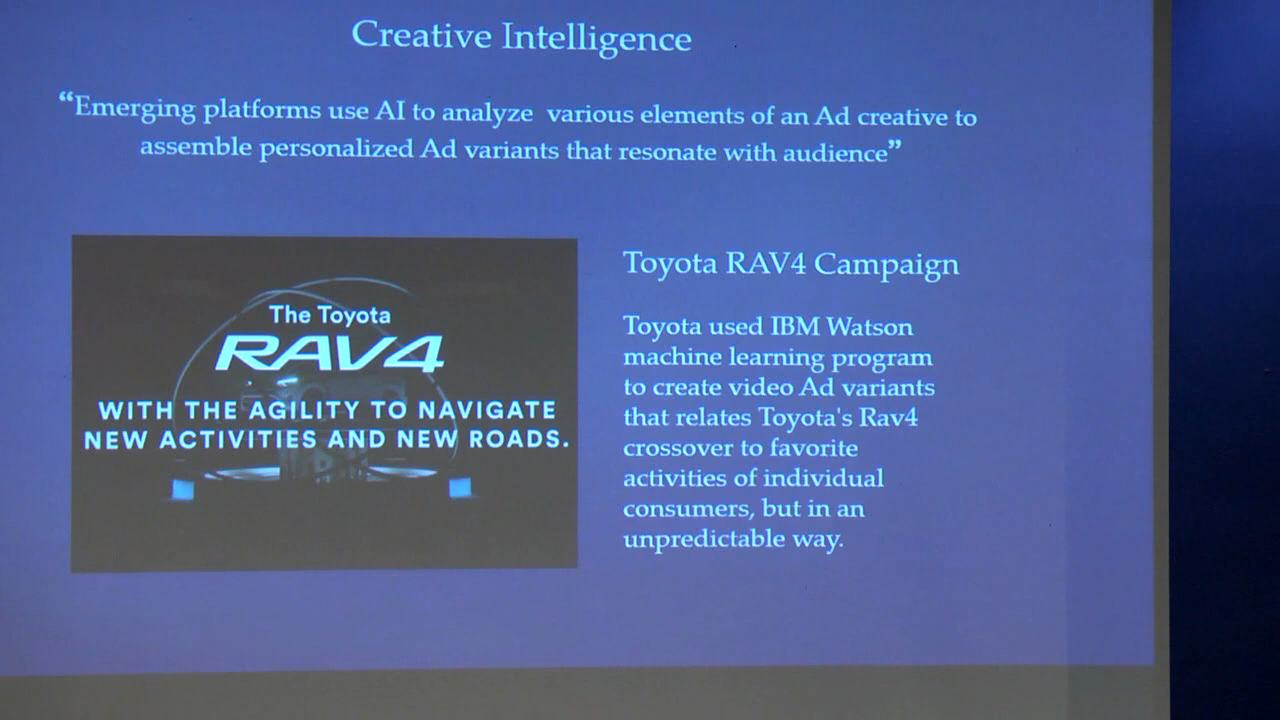 Creative Intelligence
“Emerging platforms use AI to analyze various elements of an Ad creative to
assemble personalized Ad variants that resonate with audience”
The Toyota
RAV4
WITH THE AGILITY TO NAVIGATE
NEW ACTIVITIES AND NEW ROADS.
Toyota RAV4 Campaign
Toyota used IBM Watson
machine learning program
to create video Ad variants
that relates Toyota's Rav4
crossover to favorite
activities of individual
consumers, but in an
unpredictable way.